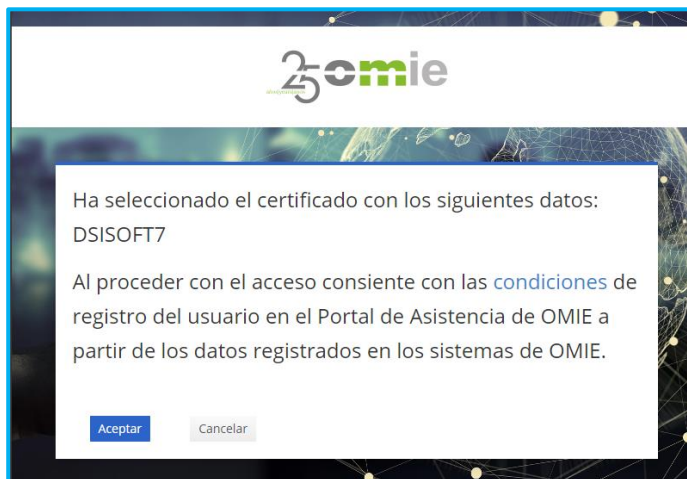 25 omie
Ha seleccionado el certificado con los siguientes datos:
DSISOFT7
Al proceder con el acceso consiente con las condiciones de
registro del usuario en el Portal de Asistencia de OMIE a
partir de los datos registrados en los sistemas de OMIE.
Aceptar Cancelar